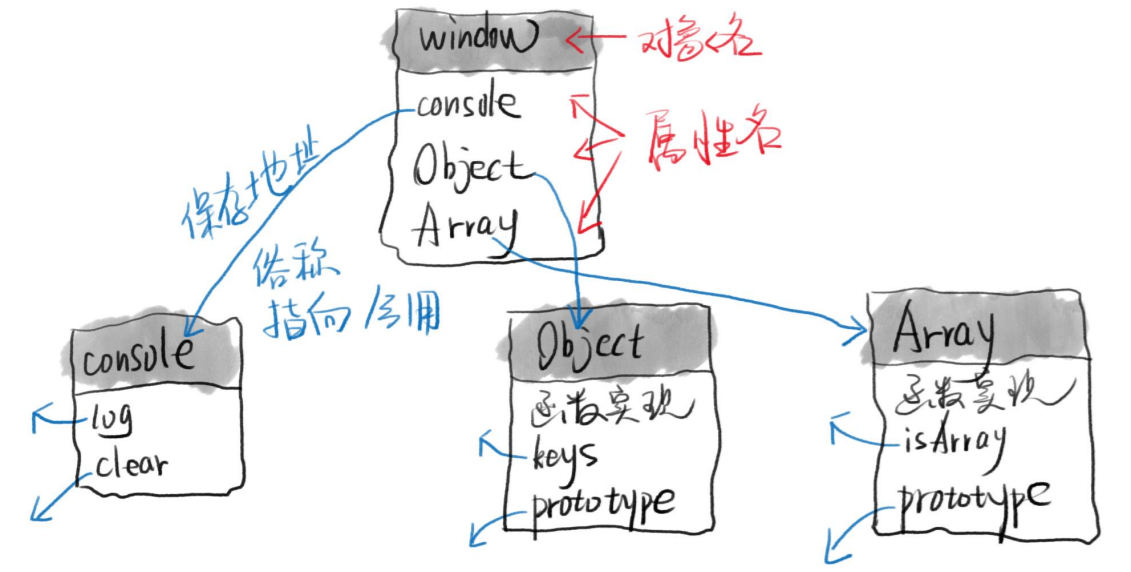 window
对象名
console
Object
Array
属性名
保存地址
俗称
指向/引用
console
log
clear
Object
函数实现
keys
prototype
Array
函数实现
isArray
prototype